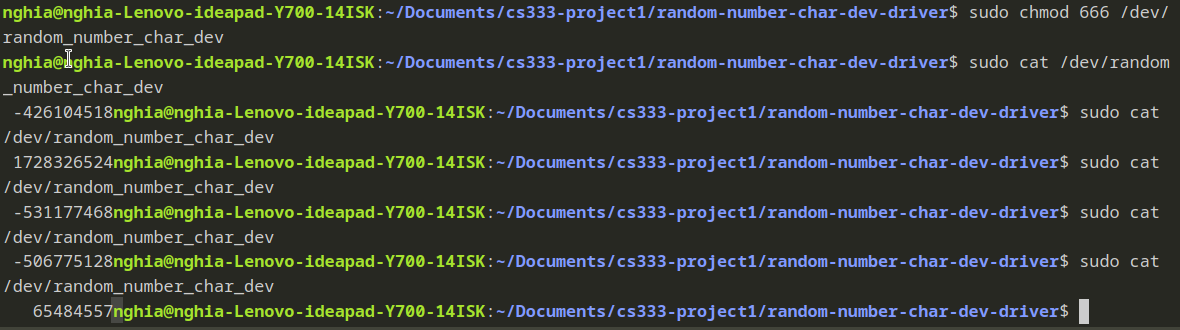 nghia@nghia-Lenovo-ideapad-Y700-14ISK:~/Documents/cs333-project1/random-number-char-dev-driver$ sudo chmod 666 /dev/
random_number_char_dev
nghia@nghia-Lenovo-ideapad-Y700-14ISK:~/Documents/cs333-project1/random-number-char-dev-driver$ sudo cat /dev/random
_number_char_dev
 -426104518nghia@nghia-Lenovo-ideapad-Y700-14ISK:~/Documents/cs333-project1/random-number-char-dev-driver$ sudo cat
/dev/random_number_char_dev
 1728326524nghia@nghia-Lenovo-ideapad-Y700-14ISK:~/Documents/cs333-project1/random-number-char-dev-driver$ sudo cat
/dev/random_number_char_dev
 -531177468nghia@nghia-Lenovo-ideapad-Y700-14ISK:~/Documents/cs333-project1/random-number-char-dev-driver$ sudo cat
/dev/random_number_char_dev
 -506775128nghia@nghia-Lenovo-ideapad-Y700-14ISK:~/Documents/cs333-project1/random-number-char-dev-driver$ sudo cat
/dev/random_number_char_dev
   65484557nghia@nghia-Lenovo-ideapad-Y700-14ISK:~/Documents/cs333-project1/random-number-char-dev-driver$